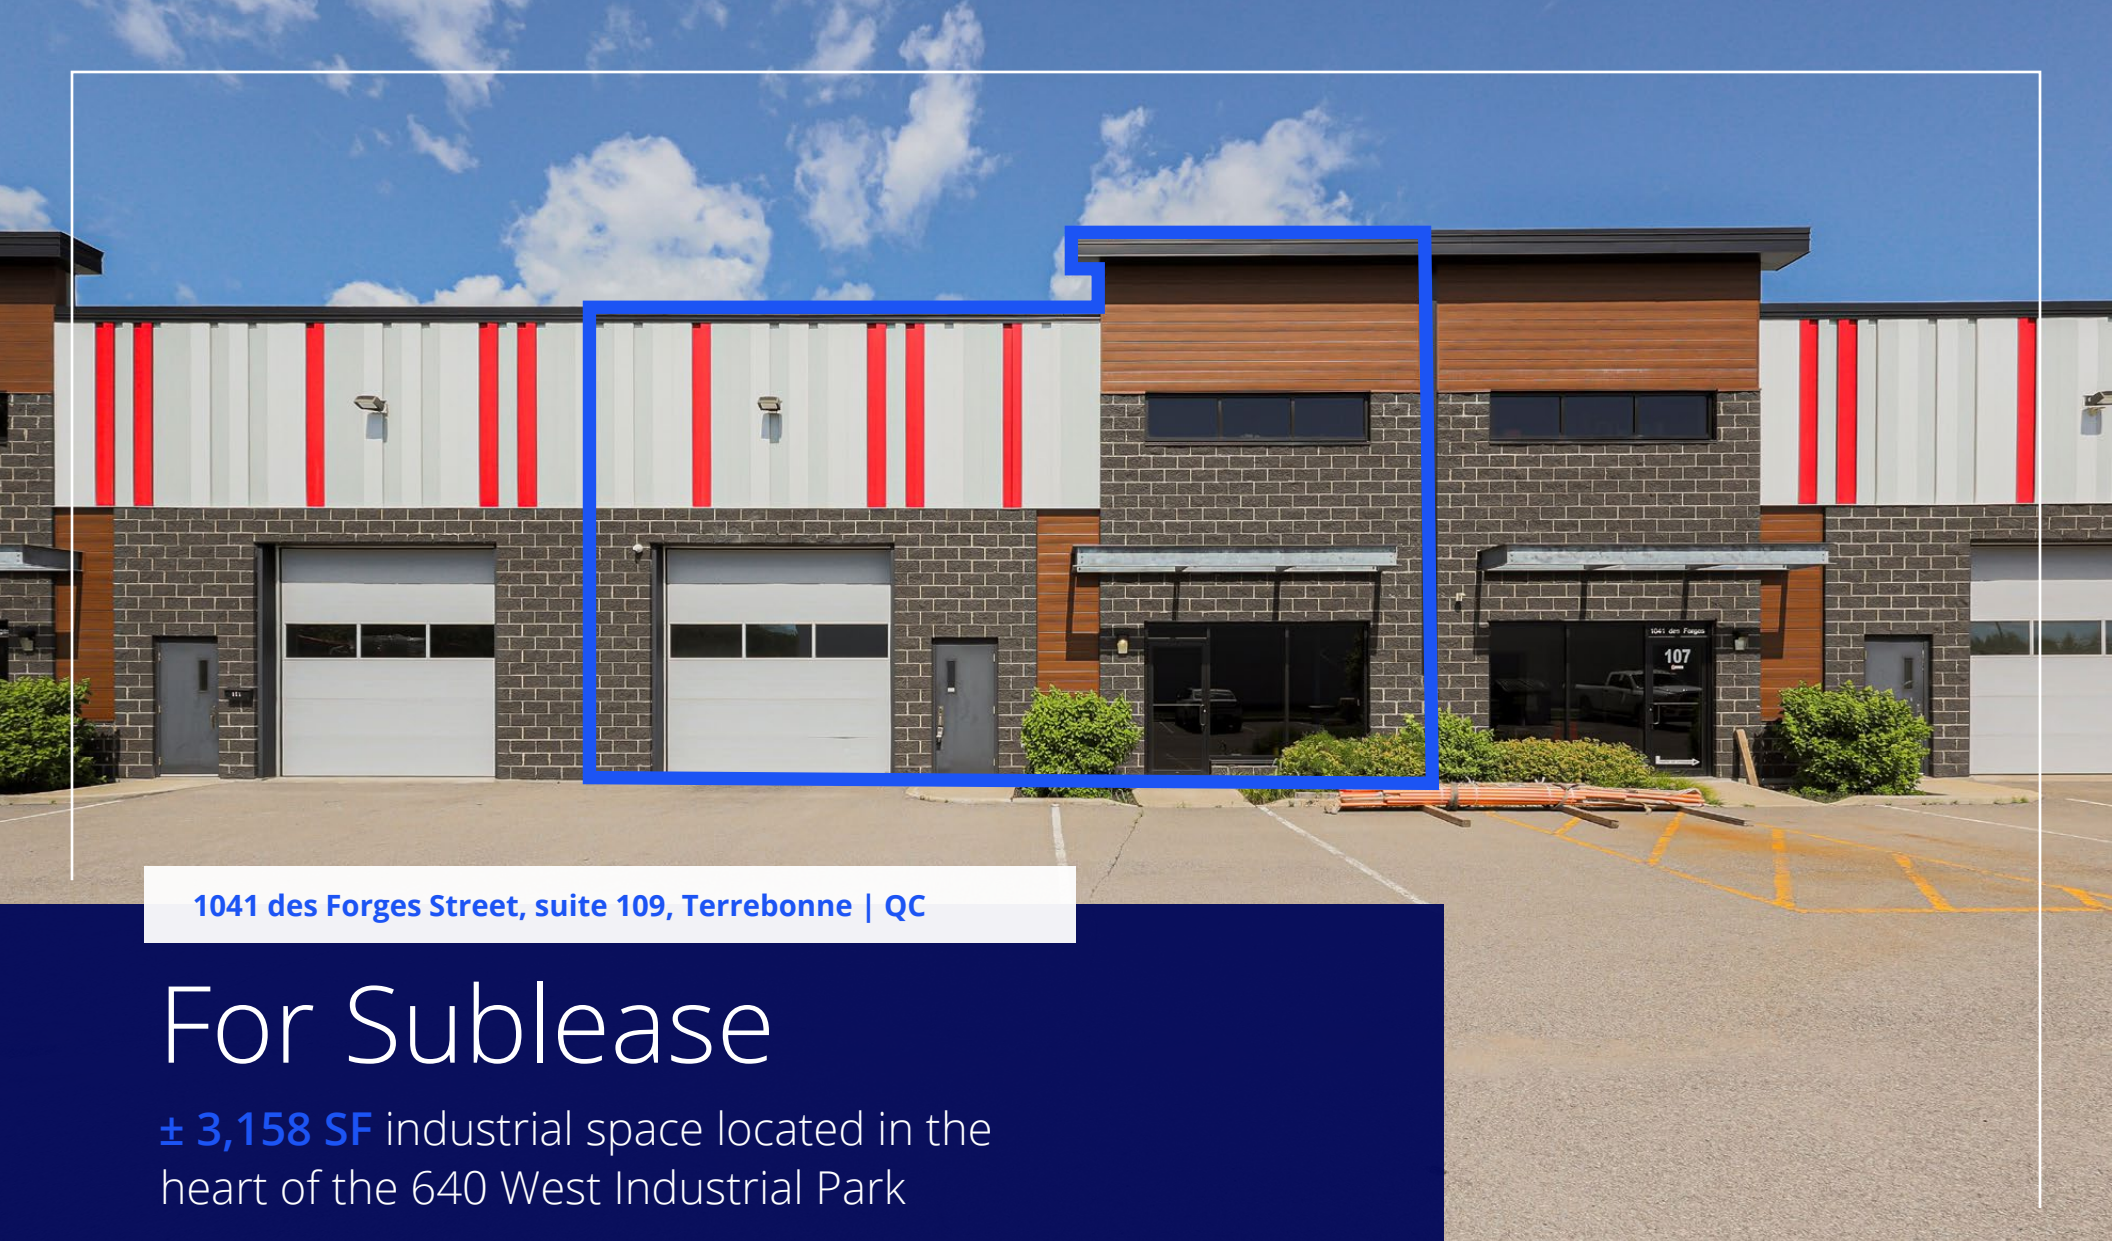 1041 des Forges
107
1041 des Forges Street, suite 109, Terrebonne | QC
For Sublease
± 3,158 SF industrial space located in the
heart of the 640 West Industrial Park